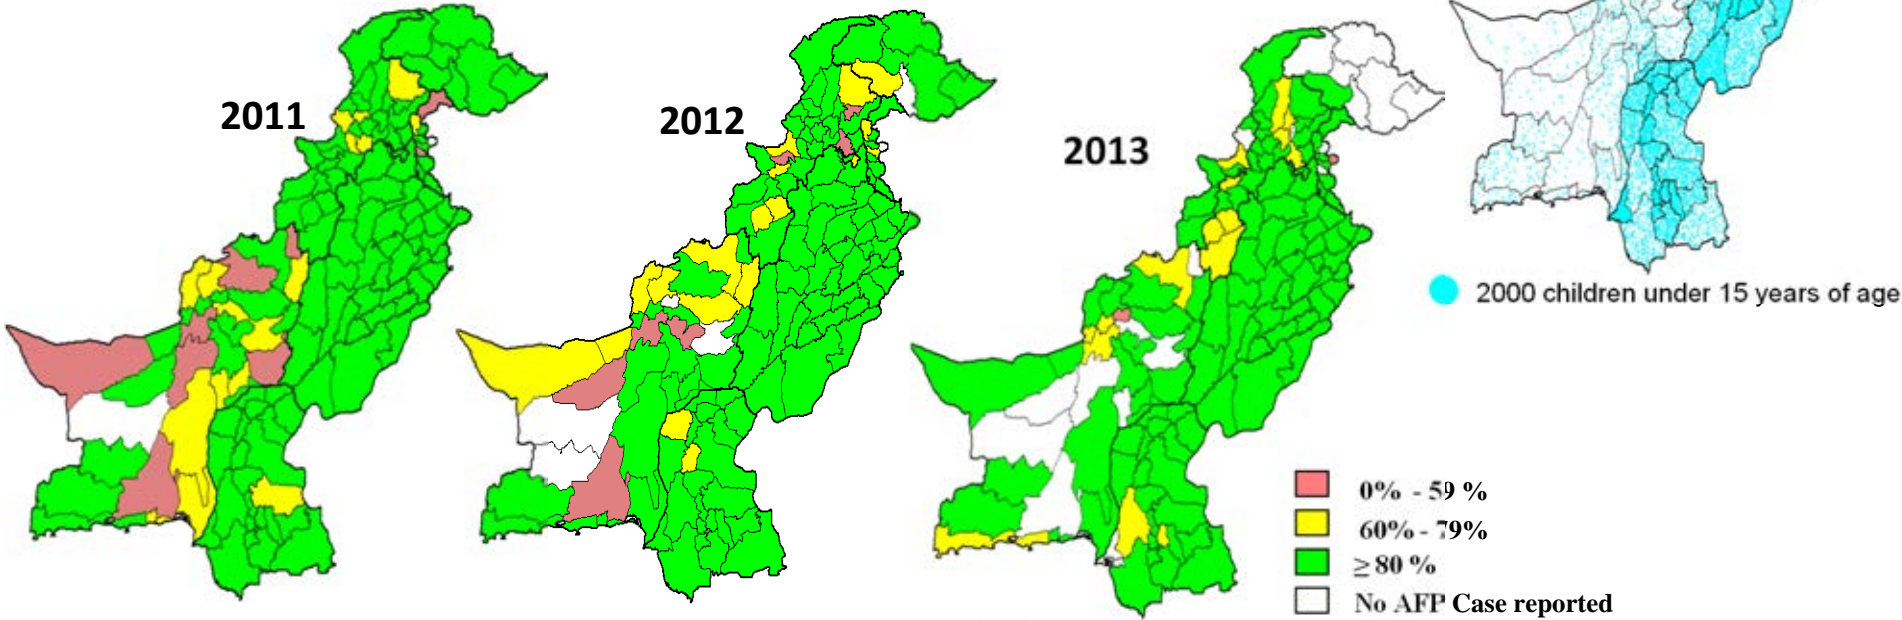 2011
2012
2013
2000 children under 15 years of age
0% - 59 %
60% - 79%
≥ 80 %
No AFP Case reported